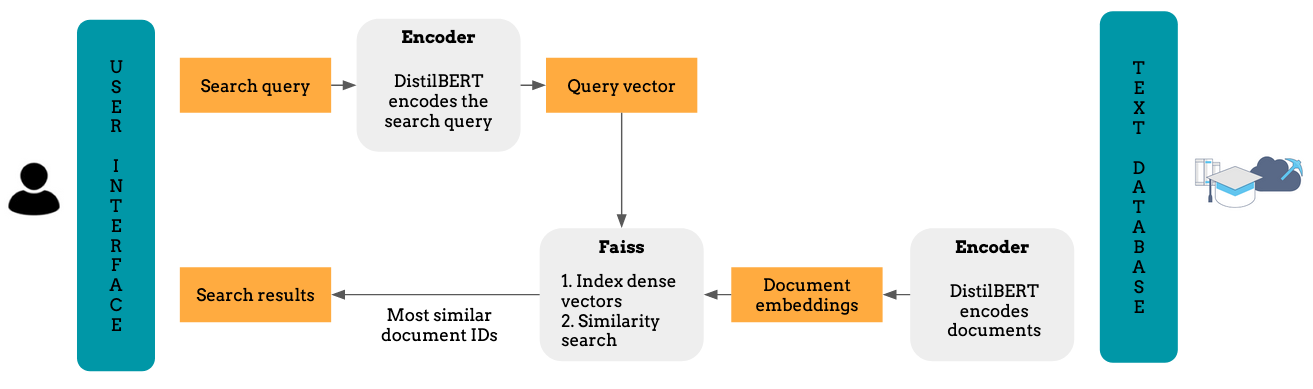 USER INTERFACE
Search query
Encoder
DistilBERT
encodes the
search query
Query vector
Search results
Most similar
document IDs
Faiss
1. Index dense
vectors
2. Similarity
search
Document
embeddings
Encoder
DistilBERT
encodes
documents
TEXT DATABASE